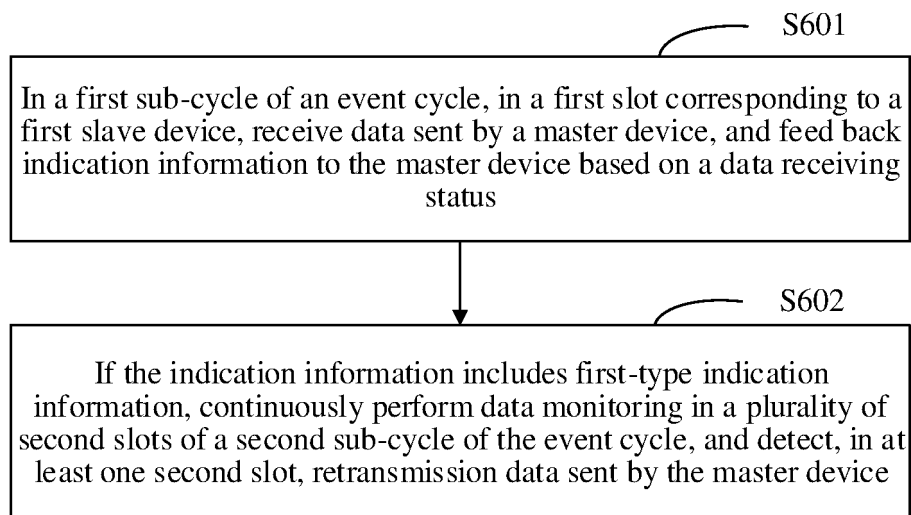 S601
In a first sub-cycle of an event cycle, in a first slot corresponding to
a first slave device, receive data sent by a master device, and feed back
indication information to the master device based on a data receiving
status
S602
If the indication information includes first-type indication
information, continuously perform data monitoring in a plurality of
second slots of a second sub-cycle of the event cycle, and detect, in at
least one second slot, retransmission data sent by the master device